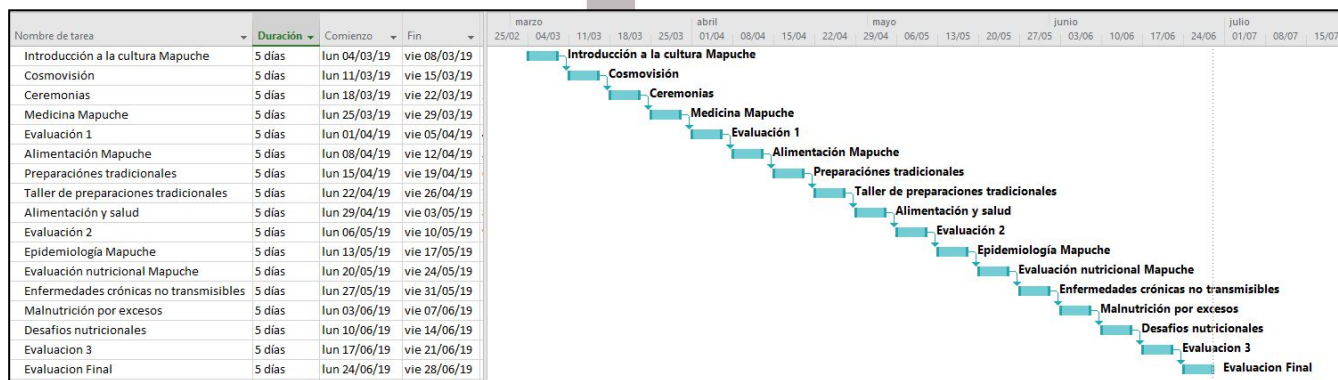 marzo abril mayo junio julio
Nombre de tarea Duración Comienzo Fin 25/02 04/03 11/03 18/03 25/03 01/04 08/04 15/04 22/04 29/04 06/05 13/05 20/05 27/05 03/06 10/06 17/06 24/06 01/07 08/07 15/07
Introducción a la cultura Mapuche 5 días lun 04/03/19 vie 08/03/19 Introducción a la cultura Mapuche
Cosmovisión 5 días lun 11/03/19 vie 15/03/19 Cosmovisión
Ceremonias 5 días lun 18/03/19 vie 22/03/19 Ceremonias
Medicina Mapuche 5 días lun 25/03/19 vie 29/03/19 Medicina Mapuche
Evaluación 1 5 días lun 01/04/19 vie 05/04/19 Evaluación 1
Alimentación Mapuche 5 días lun 08/04/19 vie 12/04/19 Alimentación Mapuche
Preparaciónes tradicionales 5 días lun 15/04/19 vie 19/04/19 Preparaciónes tradicionales
Taller de preparaciones tradicionales 5 días lun 22/04/19 vie 26/04/19 Taller de preparaciones tradicionales
Alimentación y salud 5 días lun 29/04/19 vie 03/05/19 Alimentación y salud
Evaluación 2 5 días lun 06/05/19 vie 10/05/19 Evaluación 2
Epidemiología Mapuche 5 días lun 13/05/19 vie 17/05/19 Epidemiología Mapuche
Evaluación nutricional Mapuche 5 días lun 20/05/19 vie 24/05/19 Evaluación nutricional Mapuche
Enfermedades crónicas no transmisibles 5 días lun 27/05/19 vie 31/05/19 Enfermedades crónicas no transmisibles
Malnutrición por excesos 5 días lun 03/06/19 vie 07/06/19 Malnutrición por excesos
Desafios nutricionales 5 días lun 10/06/19 vie 14/06/19 Desafios nutricionales
Evaluacion 3 5 días lun 17/06/19 vie 21/06/19 Evaluacion 3
Evaluacion Final 5 días lun 24/06/19 vie 28/06/19 Evaluacion Final